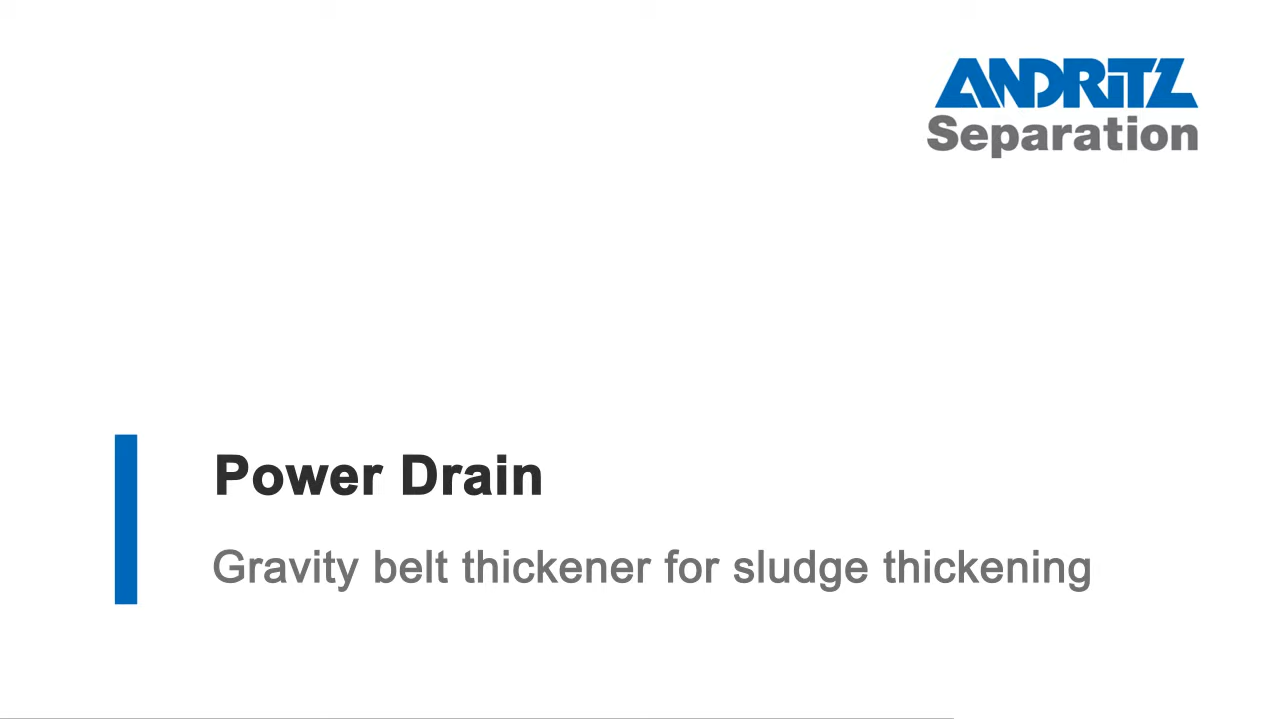 ANDRITZ
Separation
Power Drain
Gravity belt thickener for sludge thickening